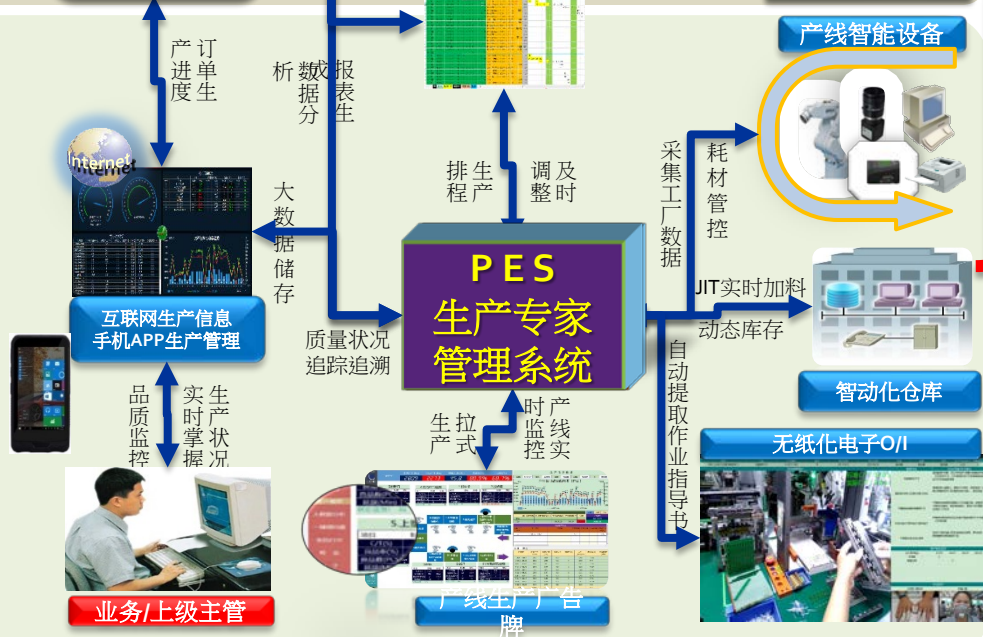 产线智能设备
订单生
产进度
报表生
成
数据分
析
Internet
生产
排程
及时
调整
采集工厂数据
耗材管控
大数据储存
PES
生产专家
管理系统
JIT实时加料
动态库存
互联网生产信息
手机APP生产管理
质量状况
追踪追溯
智动化仓库
自动提取作业指导书
生产状况
实时掌握
品质监控
拉式
生产
产线实
时监控
无纸化电子O/I
业务/上级主管
产线生产广告
牌